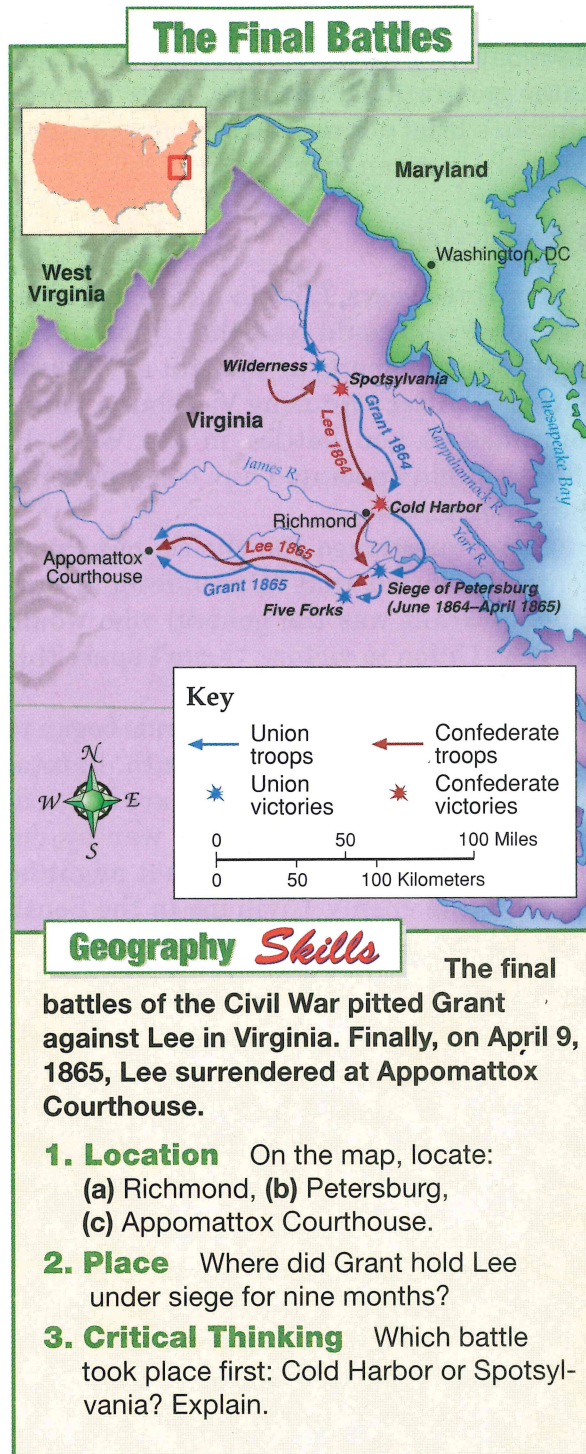 The Final Battles
Maryland
Washington, DC
West
Virginia
Wilderness
Spotsylvania
Virginia
Lee 1864
Grant 1864
Rappahannock R.
Chesapeake Bay
James R.
Richmond
Cold Harbor
York R.
Appomattox
Courthouse
Lee 1865
Grant 1865
Five Forks
Siege of Petersburg
(June 1864–April 1865)
Key
Union
troops
Confederate
troops
Union
victories
Confederate
victories
0 50 100 Miles
0 50 100 Kilometers
N
W E
S
Geography Skills
The final
battles of the Civil War pitted Grant
against Lee in Virginia. Finally, on April 9,
1865, Lee surrendered at Appomattox
Courthouse.
1. Location On the map, locate:
(a) Richmond, (b) Petersburg,
(c) Appomattox Courthouse.
2. Place Where did Grant hold Lee
under siege for nine months?
3. Critical Thinking Which battle
took place first: Cold Harbor or Spotsyl-
vania? Explain.